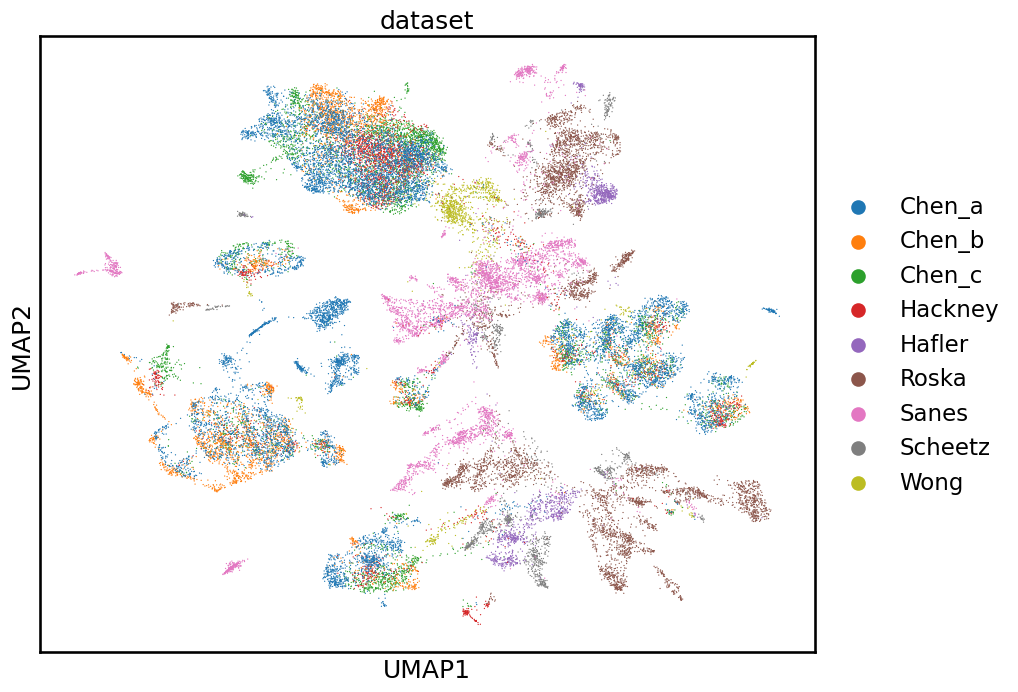 dataset
UMAP2
UMAP1
Chen_a
Chen_b
Chen_c
Hackney
Hafler
Roska
Sanes
Scheetz
Wong